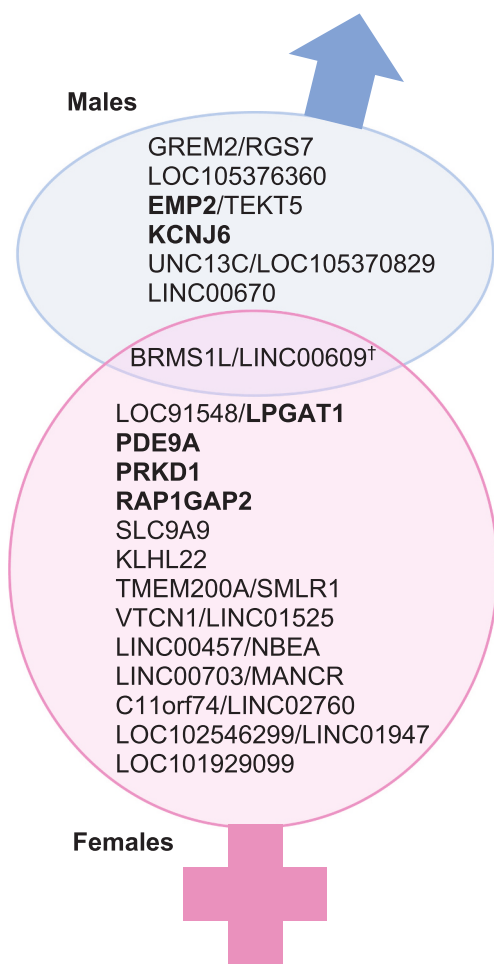 Males
GREM2/RGS7
LOC105376360
EMP2/TEKT5
KCNJ6
UNC13C/LOC105370829
LINC00670
BRMS1L/LINC00609†
LOC91548/LPGAT1
PDE9A
PRKD1
RAP1GAP2
SLC9A9
KLHL22
TMEM200A/SMLR1
VTCN1/LINC01525
LINC00457/NBEA
LINC00703/MANCR
C11orf74/LINC02760
LOC102546299/LINC01947
LOC101929099
Females